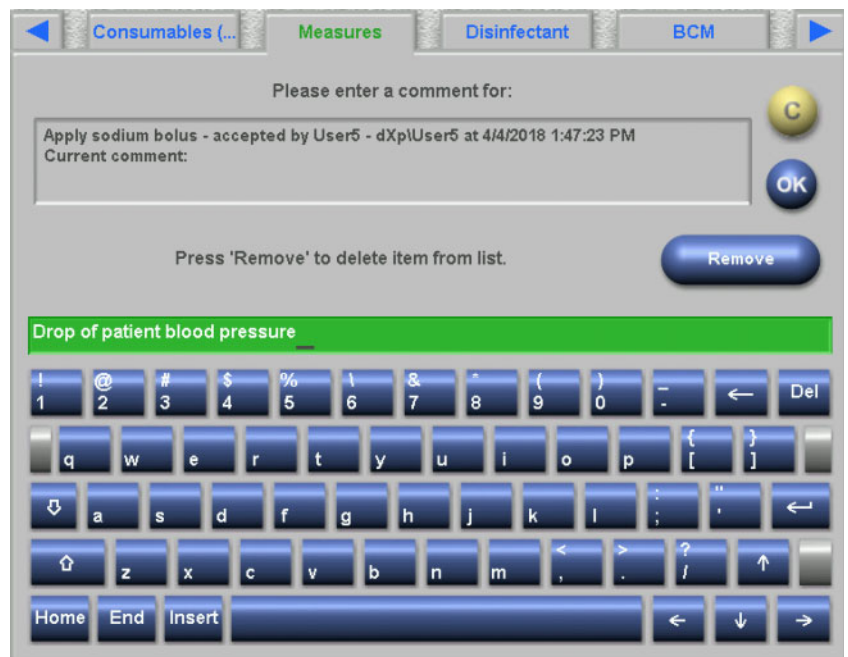 Consumables (... Measures Disinfectant BCM
Please enter a comment for:
C
Apply sodium bolus - accepted by User5 - dXp\User5 at 4/4/2018 1:47:23 PM
Current comment:
OK
Press 'Remove' to delete item from list.
Remove
Drop of patient blood pressure_
! @ # $ % \ & ( ) _
1 2 3 4 5 6 7 8 9 0 - ← Del
{ }
q w e r t y u i o p [ ]
: "
a s d f g h j k l ; '
< > ?
z x c v b n m , . / ↑
Home End Insert ← ↓ →